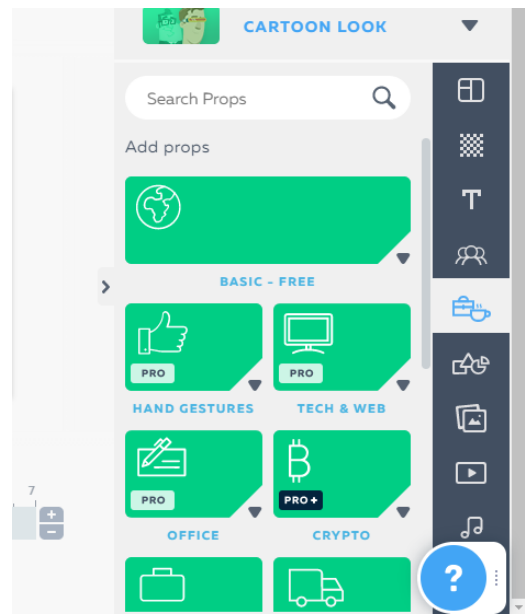 CARTOON LOOK
Search Props
Add props
BASIC - FREE
PRO
PRO
HAND GESTURES
TECH & WEB
PRO
PRO+
OFFICE
CRYPTO
7
T
?